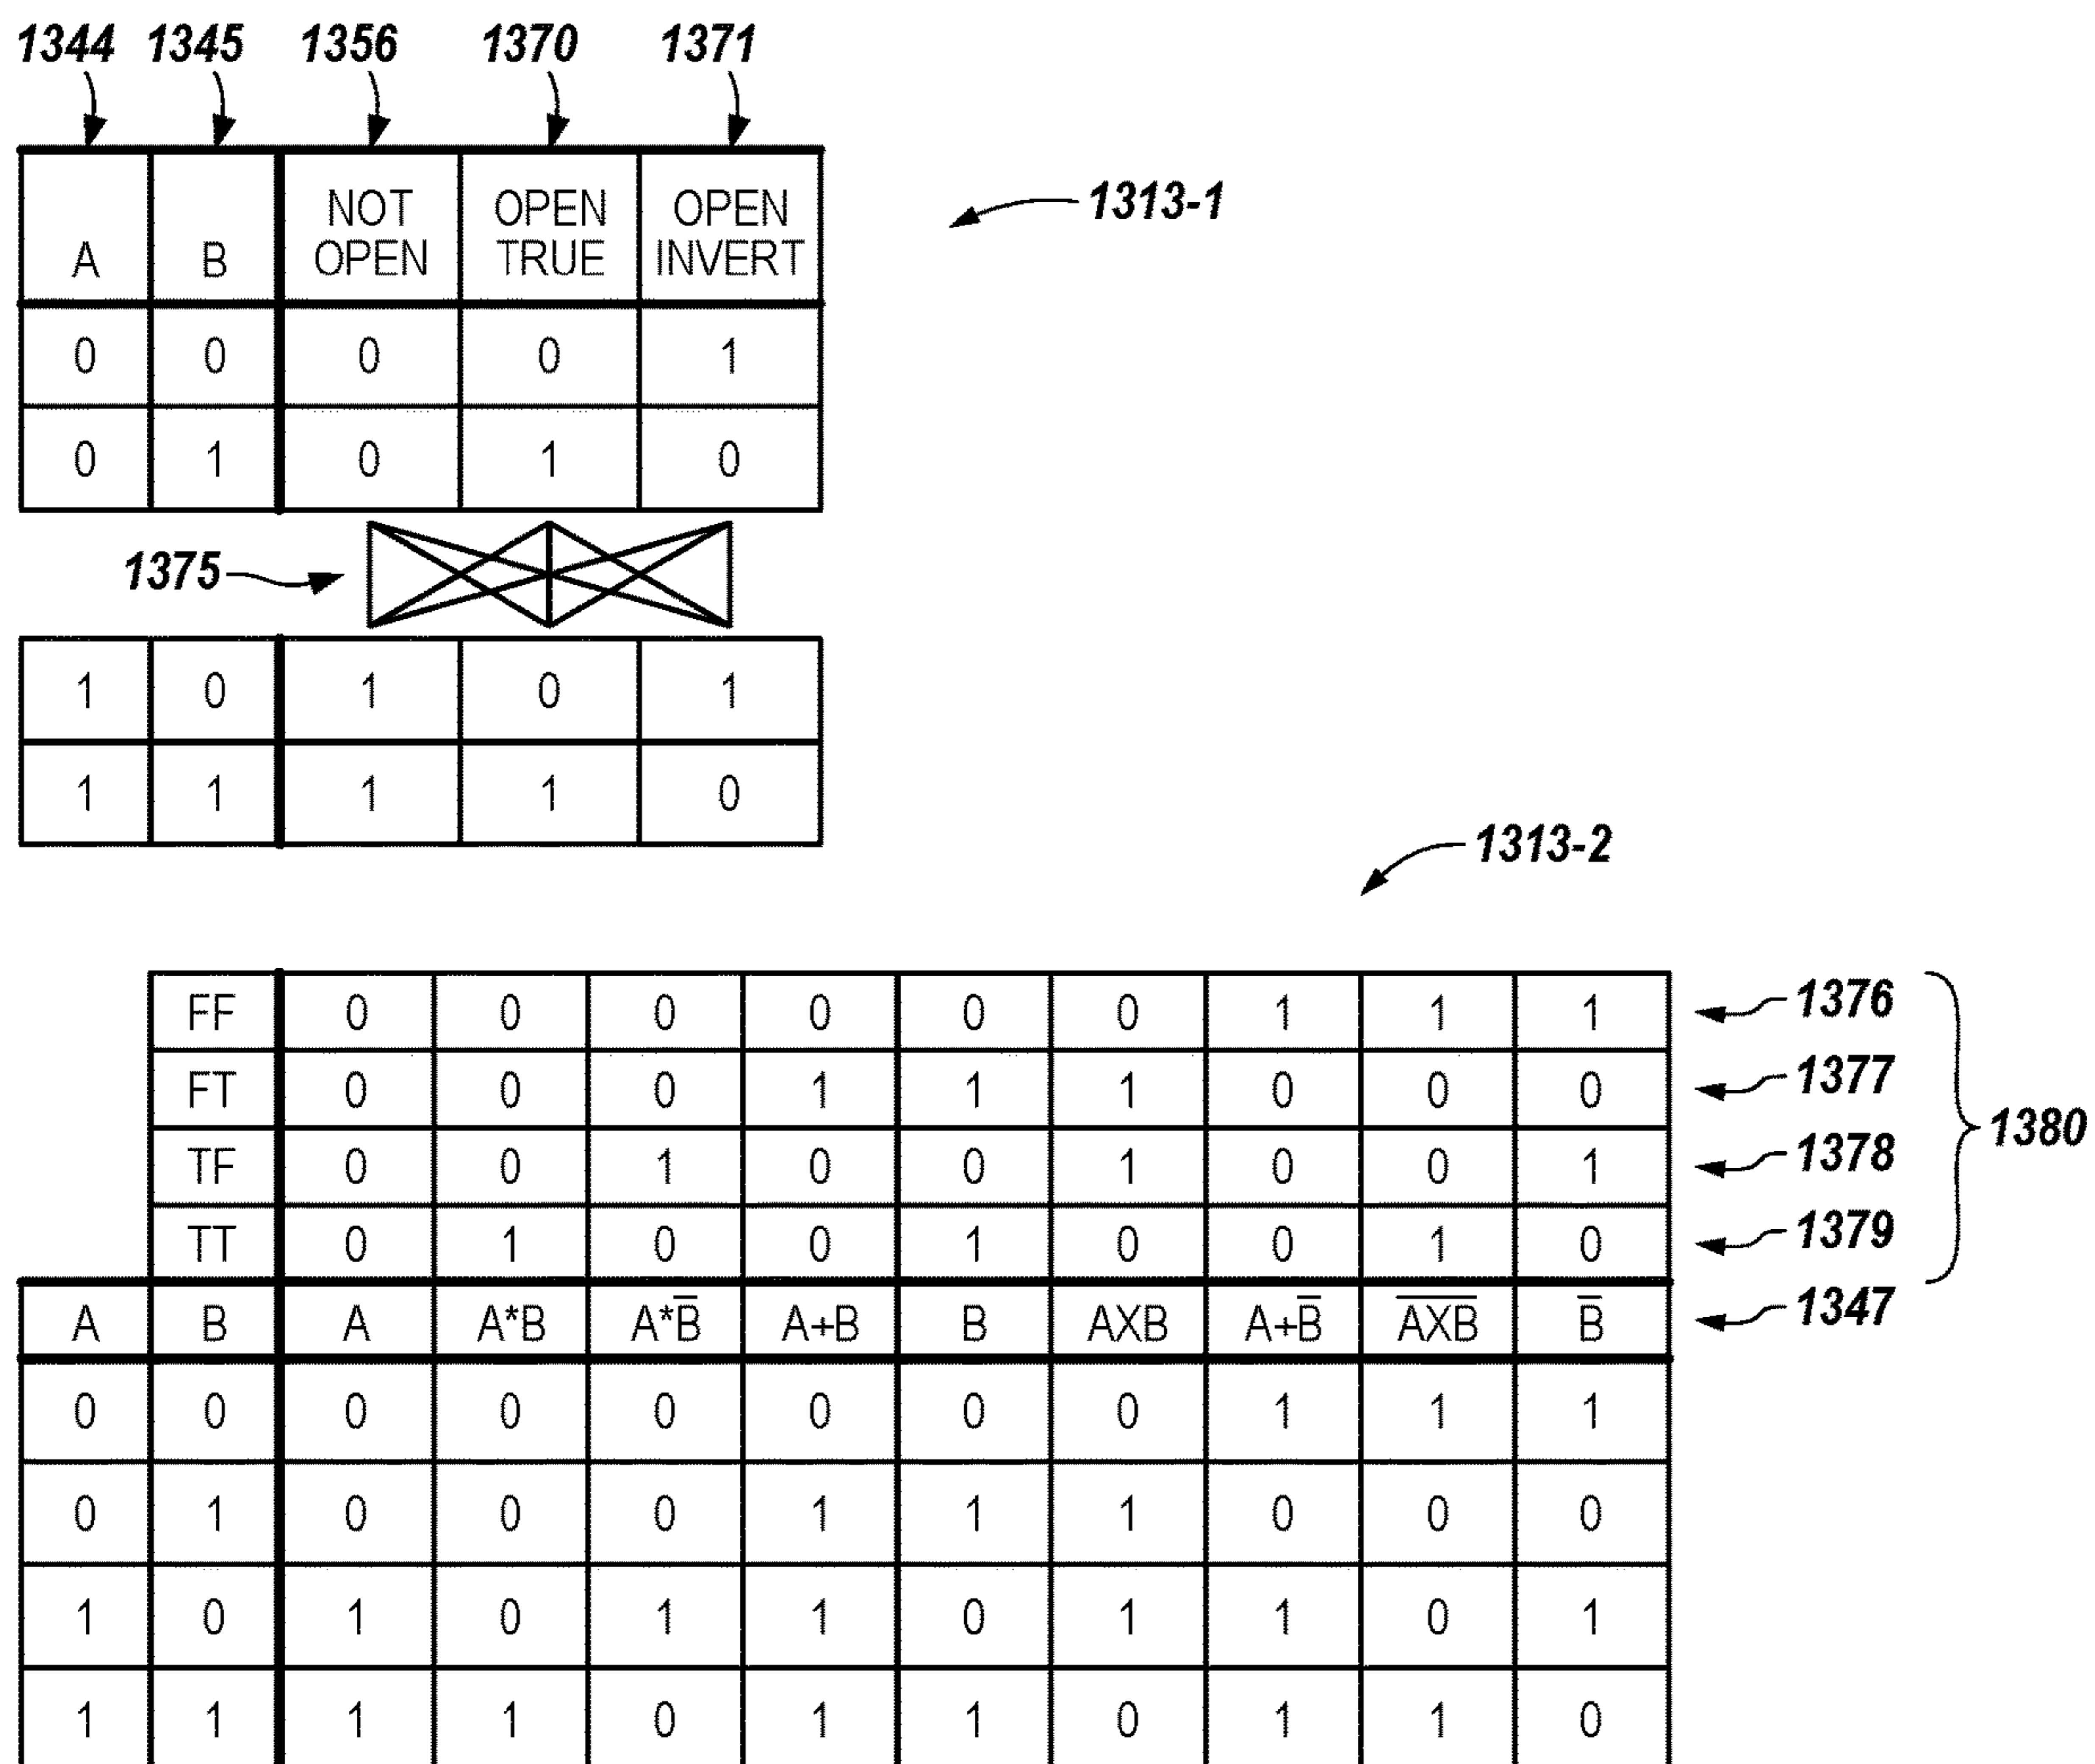 1344 1345 1356 1370 1371
A B NOT OPEN OPEN TRUE OPEN INVERT
1313-1
0 0 0 0 1
0 1 0 1 0
1375
1 0 1 0 1
1 1 1 1 0
1313-2
FF 0 0 0 0 0 0 1 1 1 1376
FT 0 0 0 1 1 1 0 0 0 1377
1380
TF 0 0 1 0 0 1 0 0 1 1378
TT 0 1 0 0 1 0 0 1 0 1379
A B A A*B A*B̅ A+B B AXB A+B̅ A̅X̅B̅ B̅ 1347
0 0 0 0 0 0 0 0 1 1 1
0 1 0 0 0 1 1 1 0 0 0
1 0 1 0 1 1 0 1 1 0 1
1 1 1 1 0 1 1 0 1 1 0